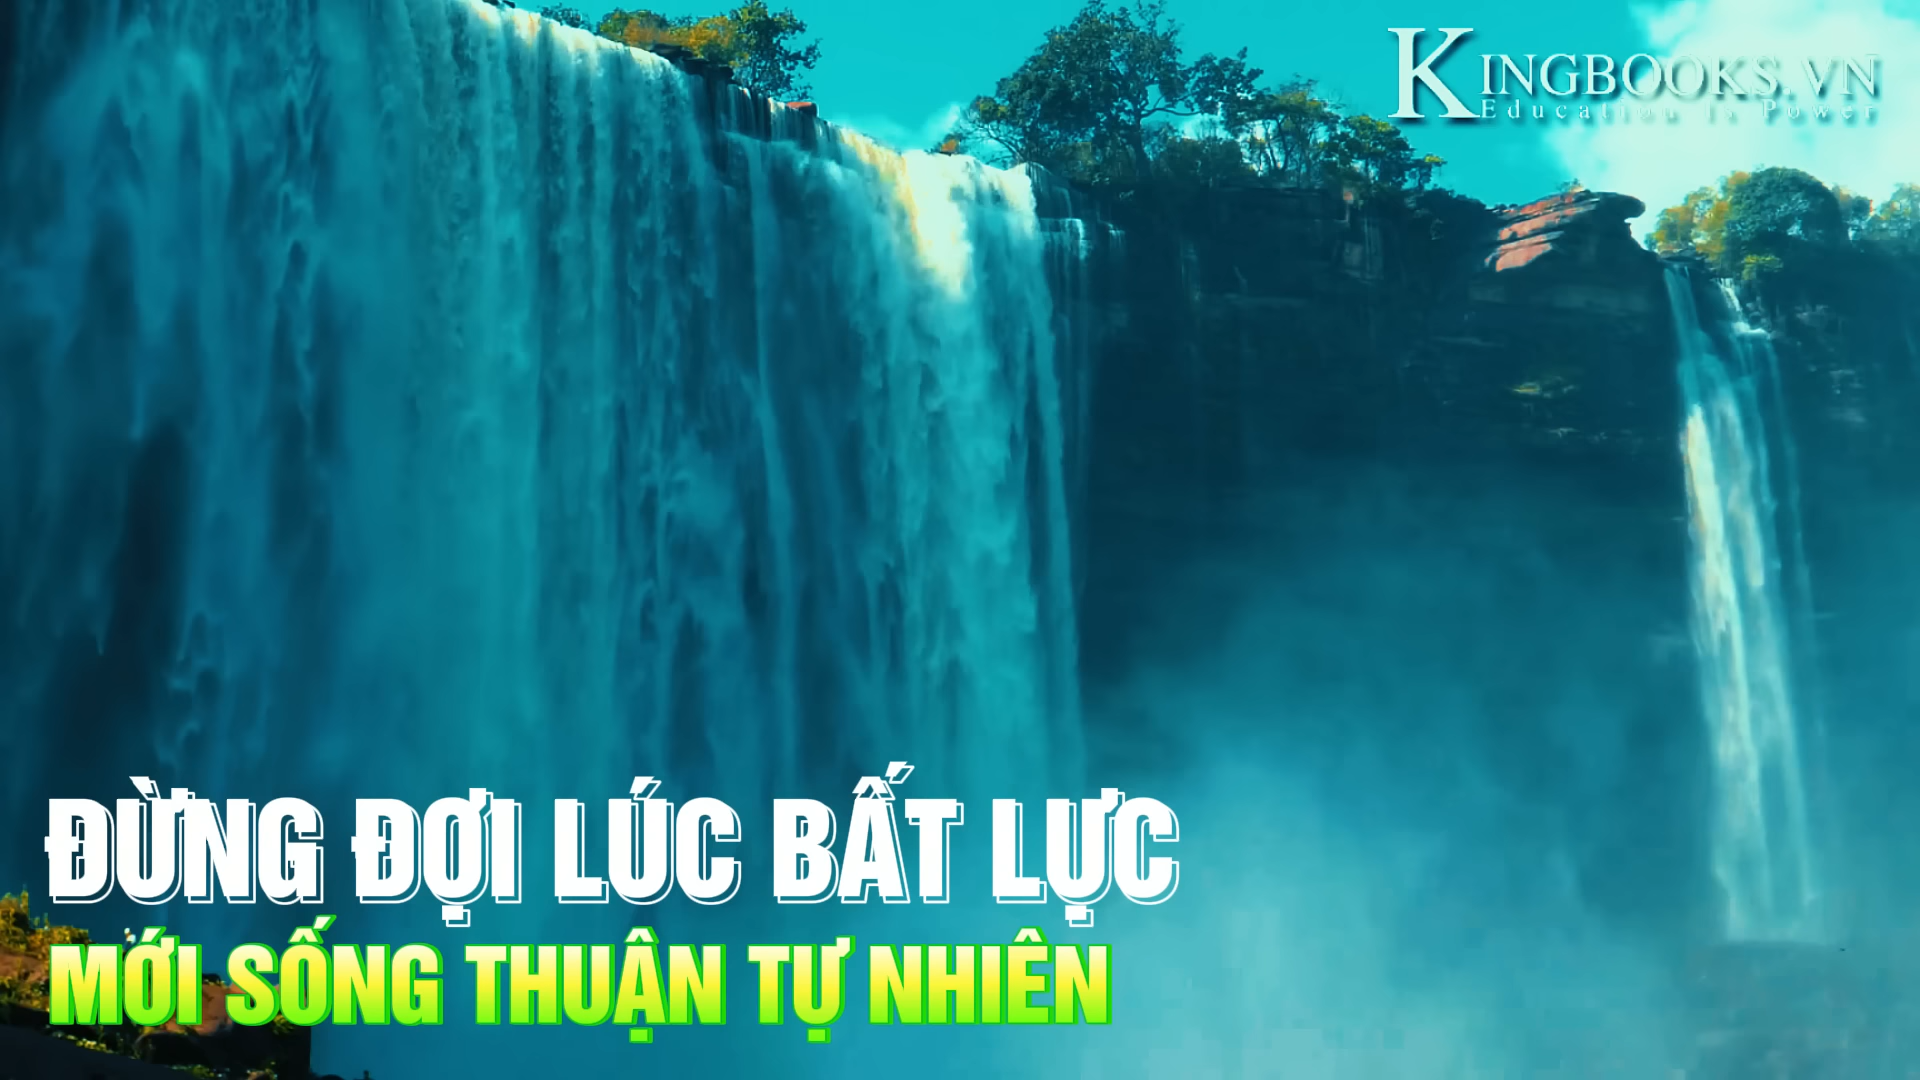 KINGBOOKS.VN
Education is Power
ĐỪNG ĐỢI LÚC BẤT LỰC
MỚI SỐNG THUẬN TỰ NHIÊN